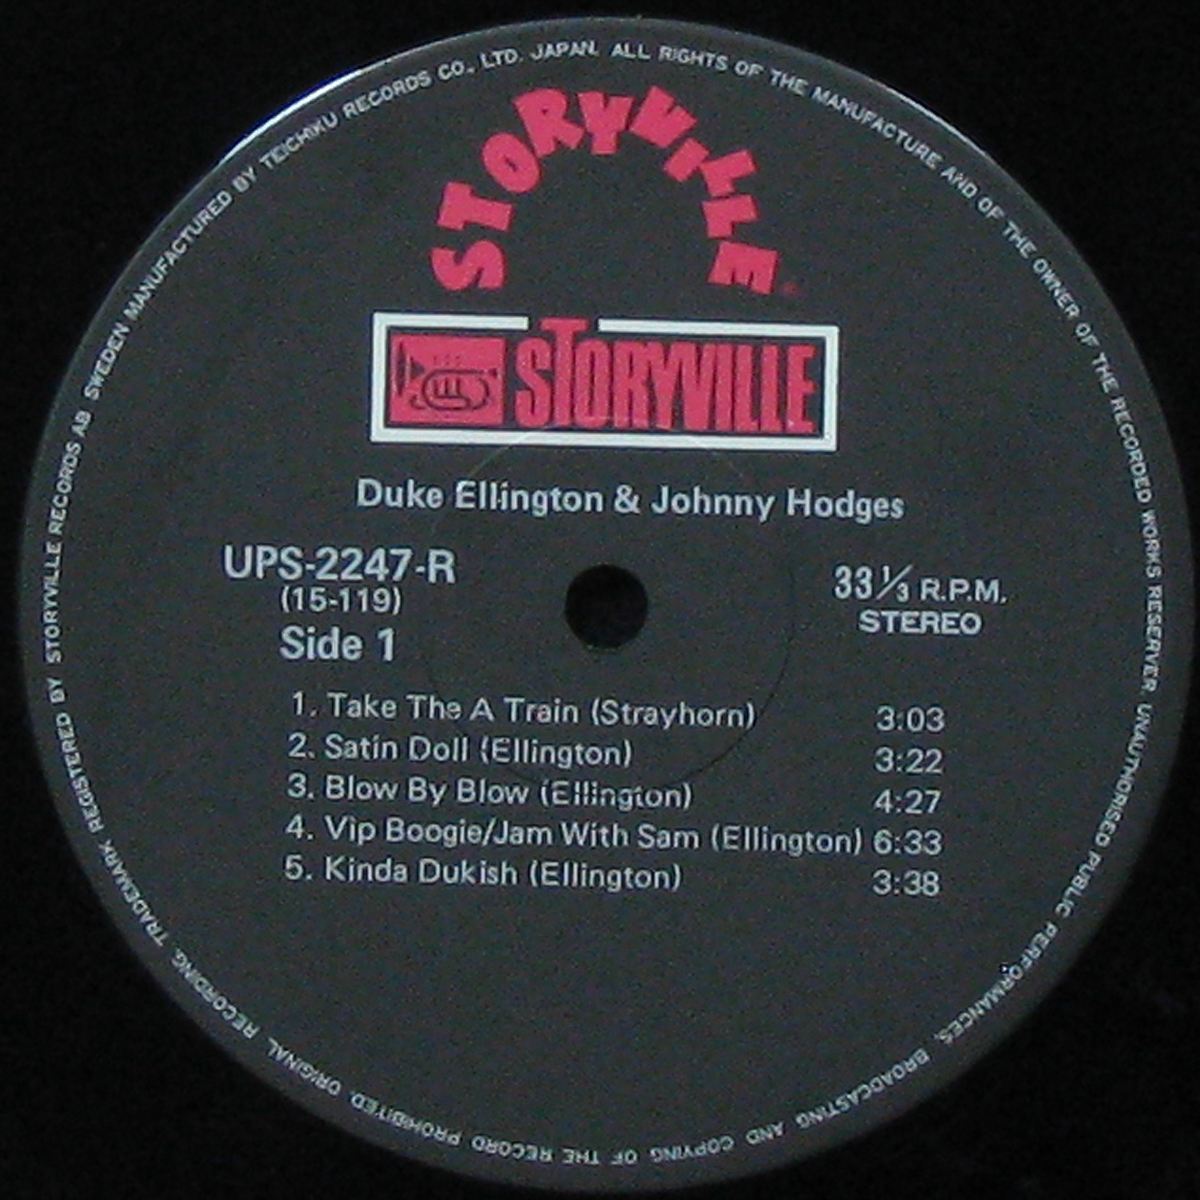 STORYVILLE
STORYVILLE
Duke Ellington & Johnny Hodges
UPS-2247-R
(15-119)
Side 1
33 1/3 R.P.M.
STEREO
1. Take The A Train (Strayhorn) 3:03
2. Satin Doll (Ellington) 3:22
3. Blow By Blow (Ellington) 4:27
4. Vip Boogie/Jam With Sam (Ellington) 6:33
5. Kinda Dukish (Ellington) 3:38
ORIGINAL RECORDING. TRADEMARK REGISTERED BY STORYVILLE RECORDS AB SWEDEN MANUFACTURED BY TEICHIKU RECORDS CO., LTD. JAPAN. ALL RIGHTS OF THE MANUFACTURE AND OF THE OWNER OF THE RECORDED WORKS RESERVER UNAUTHORISED PUBLIC PERFORMANCES, BROADCASTING AND COPYING OF THE RECORD PROHIBITED.